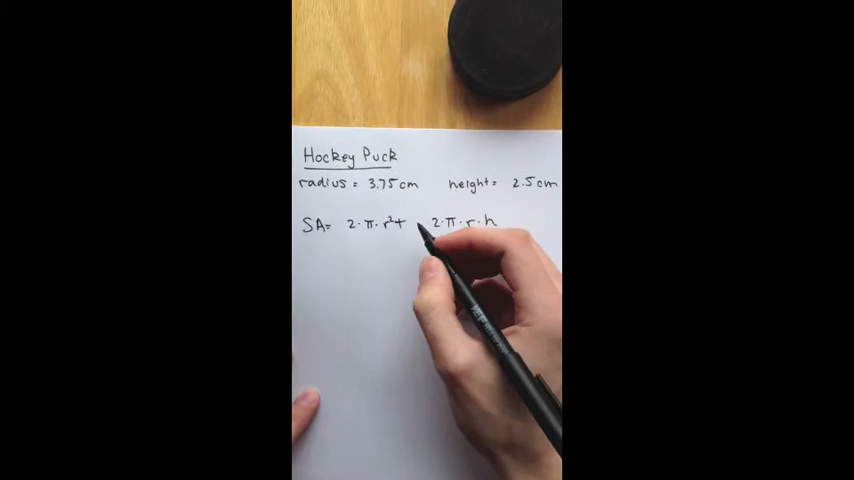 Hockey Puck
radius = 3.75cm height = 2.5cm
SA= 2·π·r²+ 2·π·r·h